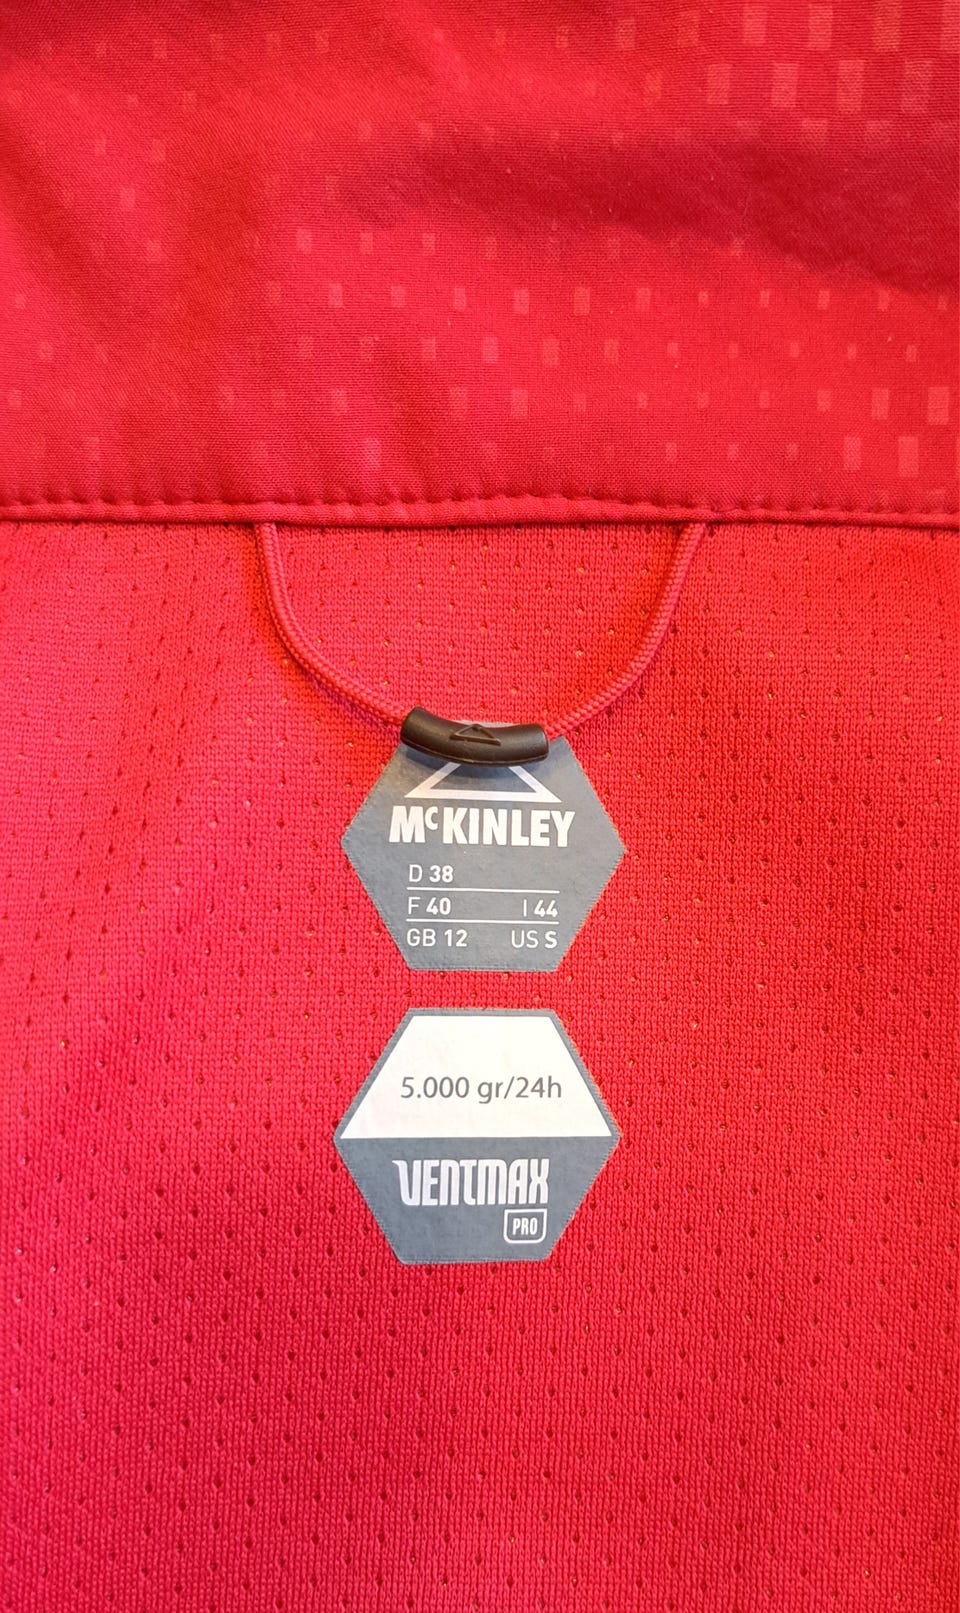 McKINLEY
D 38
F 40 I 44
GB 12 US S
5.000 gr/24h
VENTMAX
PRO